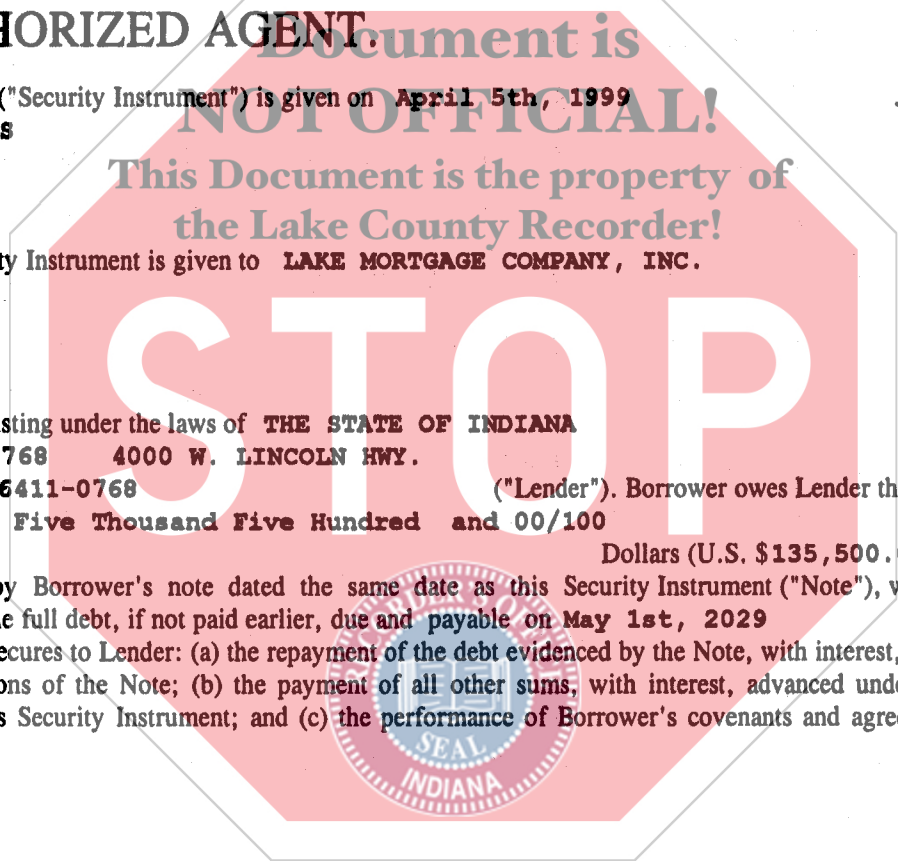 HORIZED AGENT.
Document is
("Security Instrument") is given on April 5th, 1999
NOT OFFICIAL!
S
This Document is the property of
the Lake County Recorder!
ty Instrument is given to LAKE MORTGAGE COMPANY, INC.
STOP
sting under the laws of THE STATE OF INDIANA
768 4000 W. LINCOLN HWY.
6411-0768 ("Lender"). Borrower owes Lender th
Five Thousand Five Hundred and 00/100
Dollars (U.S. $135,500.
by Borrower's note dated the same date as this Security Instrument ("Note"), w
e full debt, if not paid earlier, due and payable on May 1st, 2029
ecures to Lender: (a) the repayment of the debt evidenced by the Note, with interest,
ons of the Note; (b) the payment of all other sums, with interest, advanced unde
s Security Instrument; and (c) the performance of Borrower's covenants and agree
SEAL
INDIANA